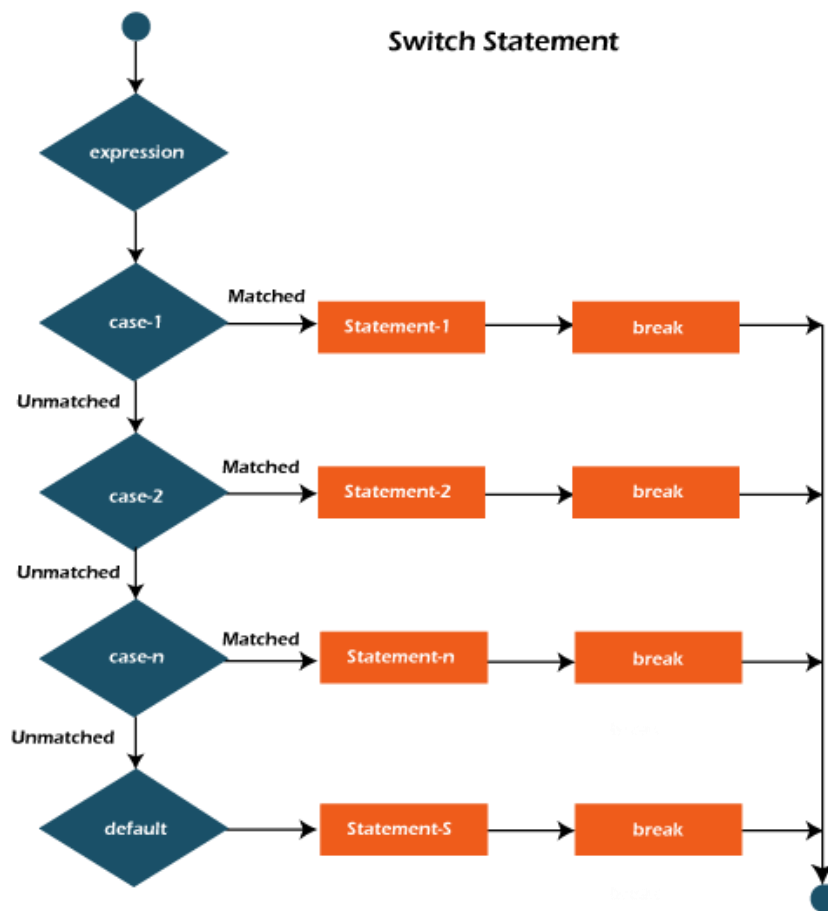 Switch Statement
expression
Matched
case-1
Statement-1
break
Unmatched
Matched
case-2
Statement-2
break
Unmatched
Matched
case-n
Statement-n
break
Unmatched
default
Statement-S
break